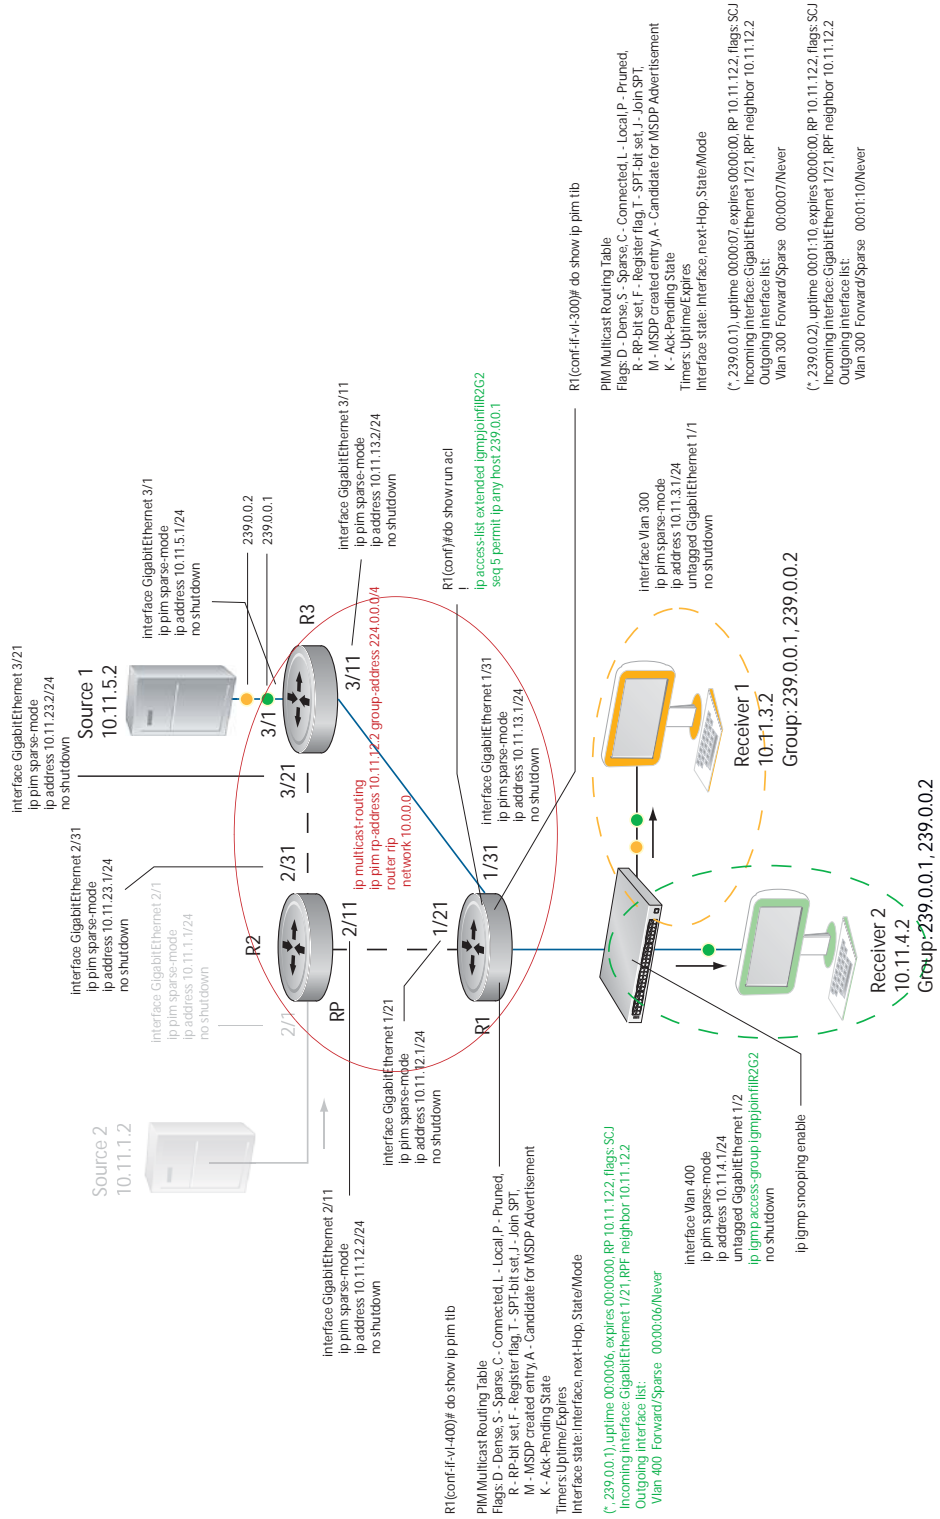 Source 2
10.11.1.2
2/1
interface GigabitEthernet 2/1
ip pim sparse-mode
ip address 10.11.1.1/24
no shutdown
interface GigabitEthernet 2/31
ip pim sparse-mode
ip address 10.11.23.1/24
no shutdown
interface GigabitEthernet 3/21
ip pim sparse-mode
ip address 10.11.23.2/24
no shutdown
Source 1
10.11.5.2
interface GigabitEthernet 3/1
ip pim sparse-mode
ip address 10.11.5.1/24
no shutdown
239.0.0.2
239.0.0.1
3/1
R3
3/11
3/21
2/31
R2
RP
2/11
interface GigabitEthernet 3/11
ip pim sparse-mode
ip address 10.11.13.2/24
no shutdown
ip multicast-routing
ip pim rp-address 10.11.12.2 group-address 224.0.0.0/4
router rip
network 10.0.0.0
interface GigabitEthernet 2/11
ip pim sparse-mode
ip address 10.11.12.2/24
no shutdown
interface GigabitEthernet 1/21
ip pim sparse-mode
ip address 10.11.12.1/24
no shutdown
1/21
R1
1/31
interface GigabitEthernet 1/31
ip pim sparse-mode
ip address 10.11.13.1/24
no shutdown
R1(conf)#do show run acl
!
ip access-list extended igmpjoinfilR2G2
seq 5 permit ip any host 239.0.0.1
R1(conf-if-vl-400)# do show ip pim tib
PIM Multicast Routing Table
Flags: D - Dense, S - Sparse, C - Connected, L - Local, P - Pruned,
R - RP-bit set, F - Register flag, T - SPT-bit set, J - Join SPT,
M - MSDP created entry, A - Candidate for MSDP Advertisement
K - Ack-Pending State
Timers: Uptime/Expires
Interface state: Interface, next-Hop, State/Mode
(*, 239.0.0.1), uptime 00:00:06, expires 00:00:00, RP 10.11.12.2, flags: SCJ
Incoming interface: GigabitEthernet 1/21, RPF neighbor 10.11.12.2
Outgoing interface list:
Vlan 400 Forward/Sparse 00:00:06/Never
R1(conf-if-vl-300)# do show ip pim tib
PIM Multicast Routing Table
Flags: D - Dense, S - Sparse, C - Connected, L - Local, P - Pruned,
R - RP-bit set, F - Register flag, T - SPT-bit set, J - Join SPT,
M - MSDP created entry, A - Candidate for MSDP Advertisement
K - Ack-Pending State
Timers: Uptime/Expires
Interface state: Interface, next-Hop, State/Mode
(*, 239.0.0.1), uptime 00:00:07, expires 00:00:00, RP 10.11.12.2, flags: SCJ
Incoming interface: GigabitEthernet 1/21, RPF neighbor 10.11.12.2
Outgoing interface list:
Vlan 300 Forward/Sparse 00:00:07/Never
(*, 239.0.0.2), uptime 00:01:10, expires 00:00:00, RP 10.11.12.2, flags: SCJ
Incoming interface: GigabitEthernet 1/21, RPF neighbor 10.11.12.2
Outgoing interface list:
Vlan 300 Forward/Sparse 00:01:10/Never
interface Vlan 300
ip pim sparse-mode
ip address 10.11.3.1/24
untagged GigabitEthernet 1/1
no shutdown
Receiver 1
10.11.3.2
Group: 239.0.0.1, 239.0.0.2
interface Vlan 400
ip pim sparse-mode
ip address 10.11.4.1/24
untagged GigabitEthernet 1/2
ip igmp access-group igmpjoinfilR2G2
no shutdown
ip igmp snooping enable
Receiver 2
10.11.4.2
Group: 239.0.0.1, 239.0.0.2